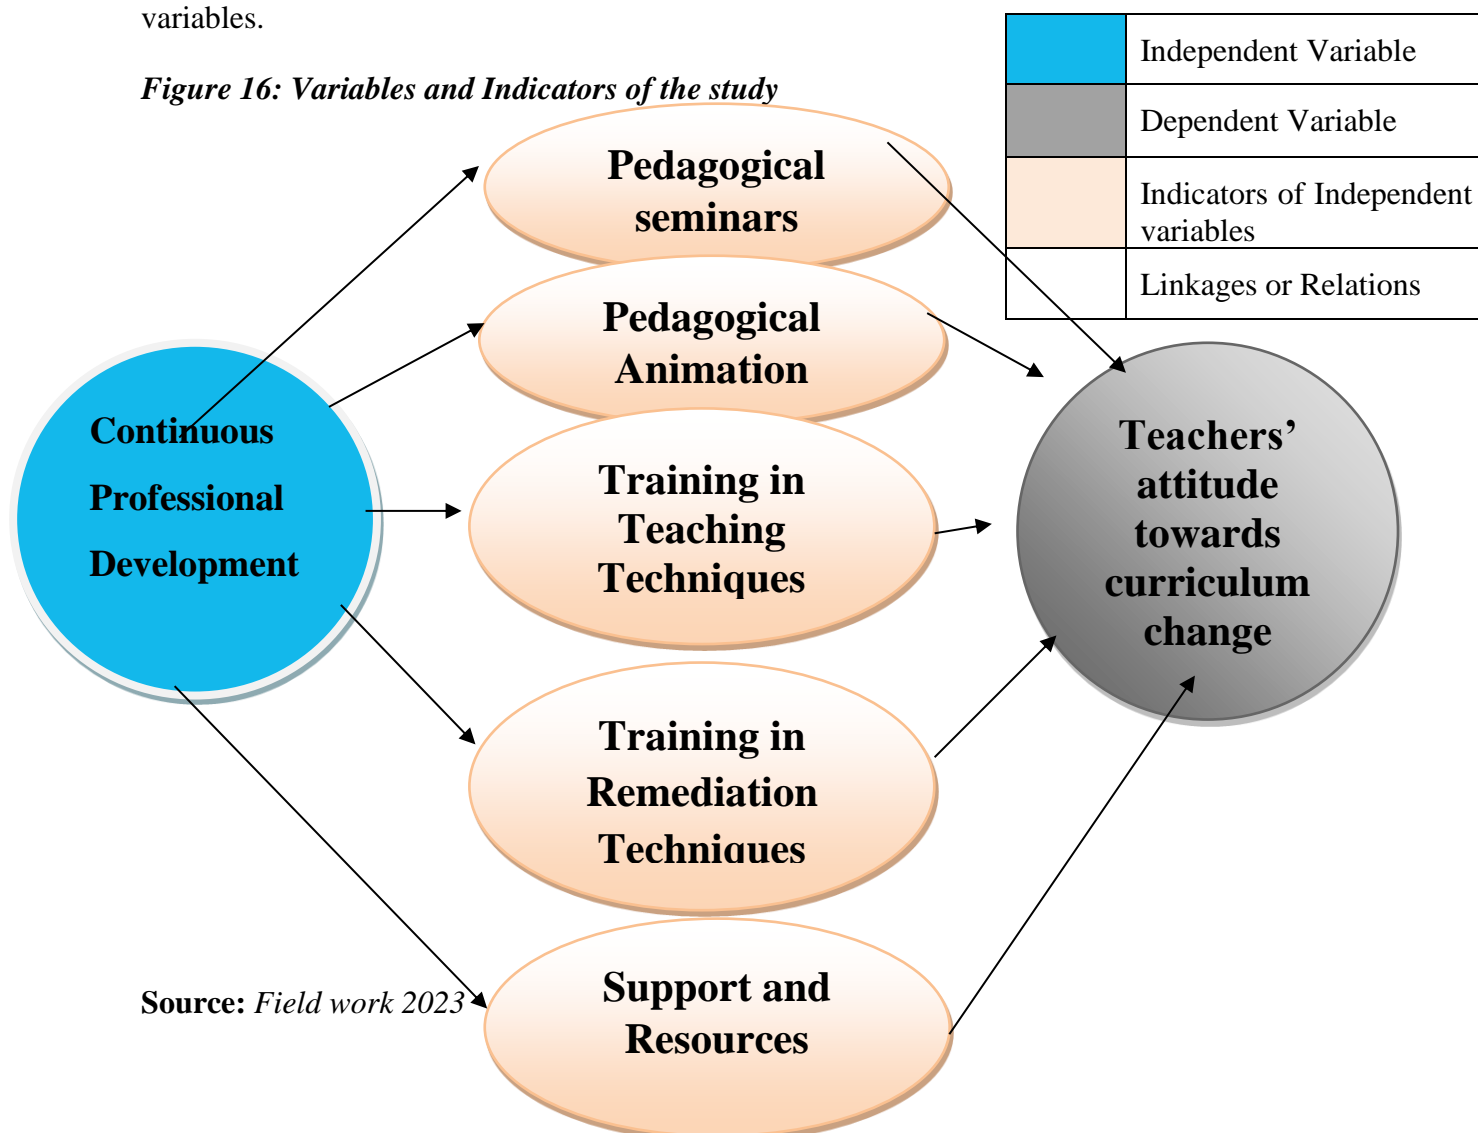 variables.
Figure 16: Variables and Indicators of the study
Independent Variable
Dependent Variable
Indicators of Independent
variables
Linkages or Relations
Pedagogical
seminars
Pedagogical
Animation
Continuous
Professional
Development
Training in
Teaching
Techniques
Training in
Remediation
Techniques
Support and
Resources
Teachers’
attitude
towards
curriculum
change
Source: Field work 2023